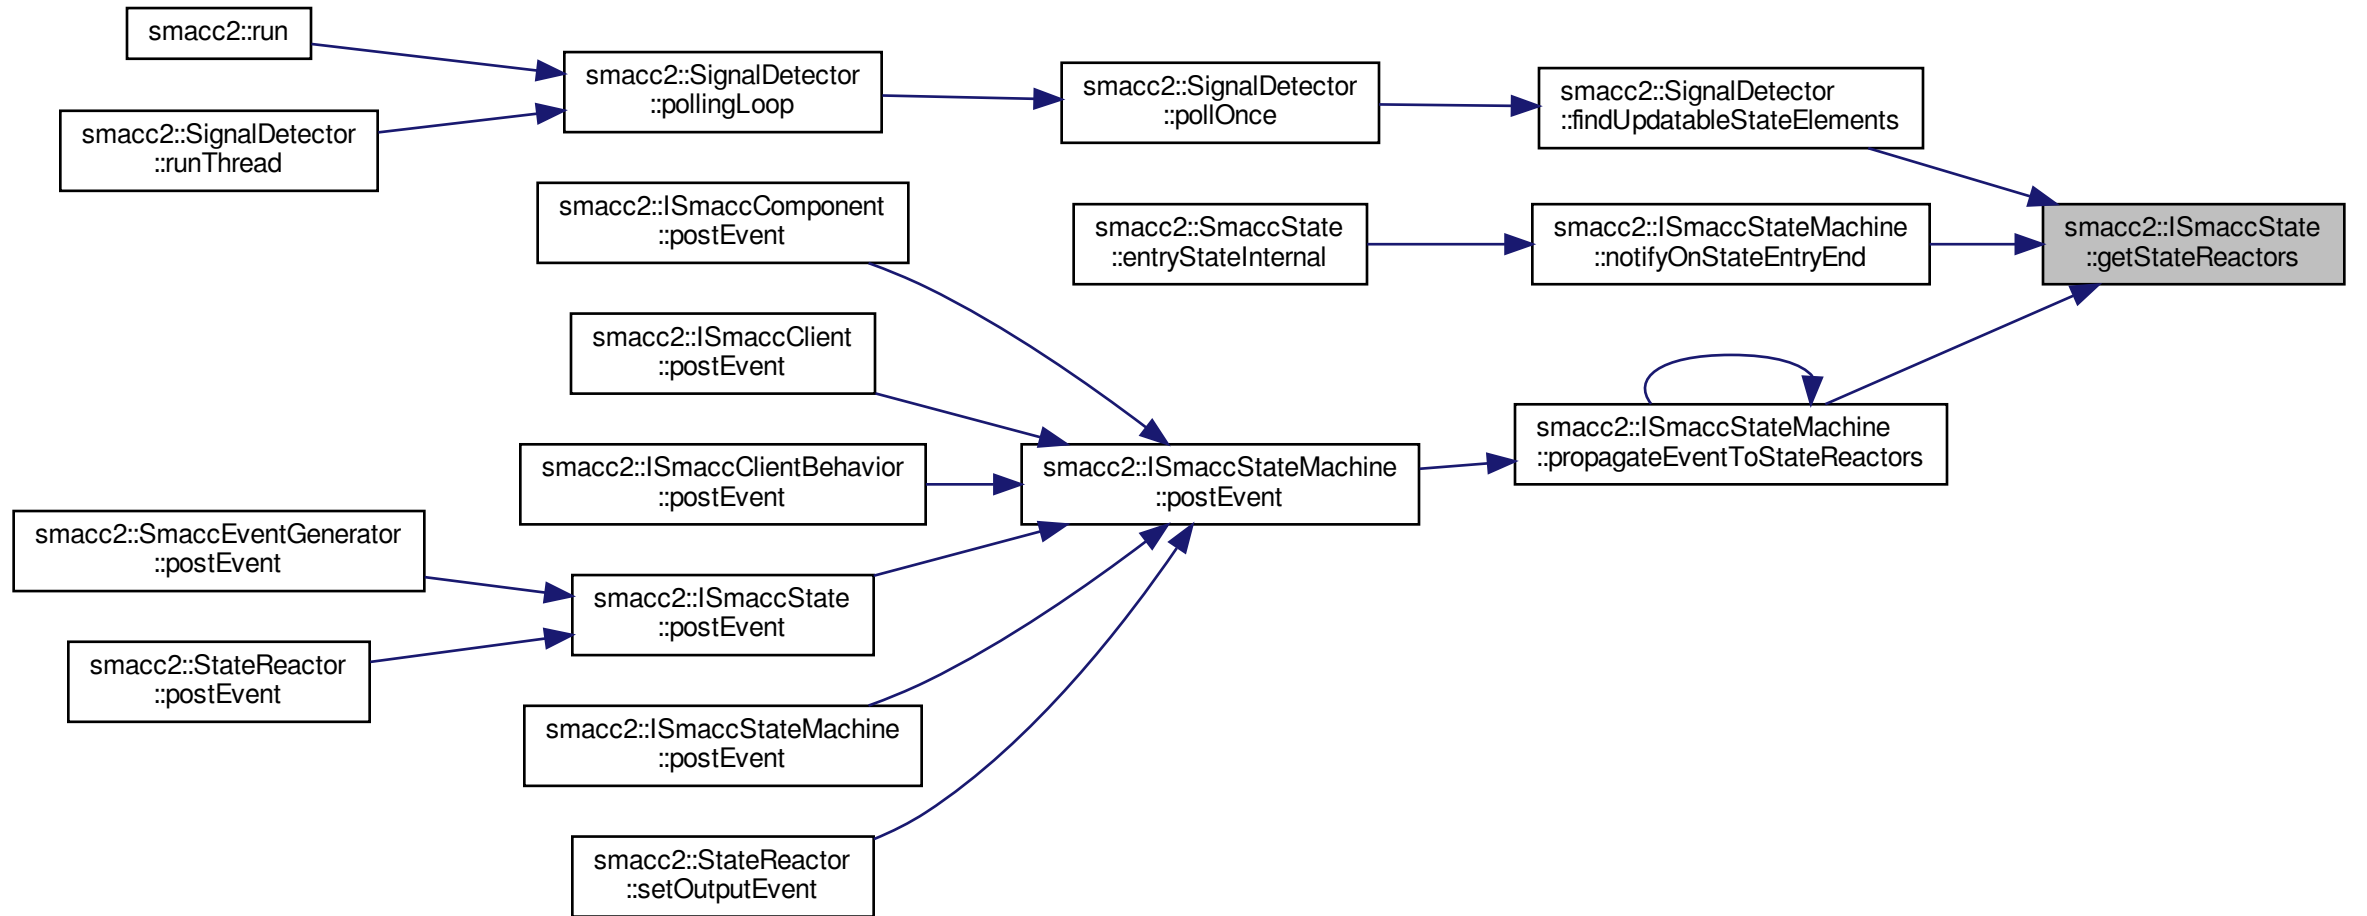 smacc2::run
smacc2::SignalDetector
::pollingLoop
smacc2::SignalDetector
::pollOnce
smacc2::SignalDetector
::findUpdatableStateElements
smacc2::SignalDetector
::runThread
smacc2::ISmaccComponent
::postEvent
smacc2::SmaccState
::entryStateInternal
smacc2::ISmaccStateMachine
::notifyOnStateEntryEnd
smacc2::ISmaccState
::getStateReactors
smacc2::ISmaccClient
::postEvent
smacc2::ISmaccStateMachine
::propagateEventToStateReactors
smacc2::ISmaccClientBehavior
::postEvent
smacc2::ISmaccStateMachine
::postEvent
smacc2::SmaccEventGenerator
::postEvent
smacc2::ISmaccState
::postEvent
smacc2::StateReactor
::postEvent
smacc2::ISmaccStateMachine
::postEvent
smacc2::StateReactor
::setOutputEvent